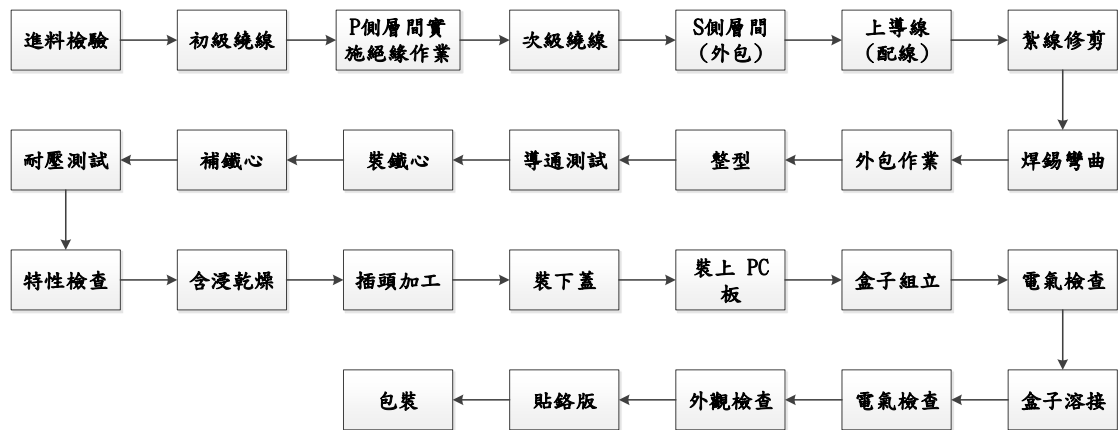 進料檢驗
初級繞線
P側層間實
施絕緣作業
次級繞線
S側層間
(外包)
上導線
(配線)
紮線修剪
焊錫彎曲
外包作業
整型
導通測試
裝鐵心
補鐵心
耐壓測試
特性檢查
含浸乾燥
插頭加工
裝下蓋
裝上 PC
板
盒子組立
電氣檢查
盒子溶接
電氣檢查
外觀檢查
貼銘版
包裝